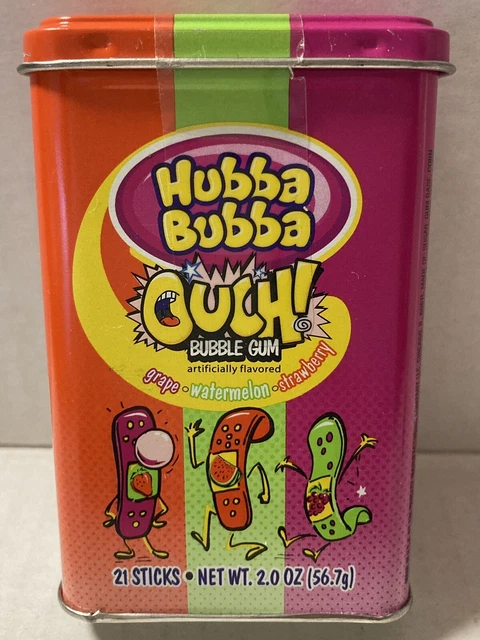 Hubba
Bubba
OUCH!
BUBBLE GUM
artificially flavored
grape • watermelon • strawberry
21 STICKS • NET WT. 2.0 OZ (56.7g)